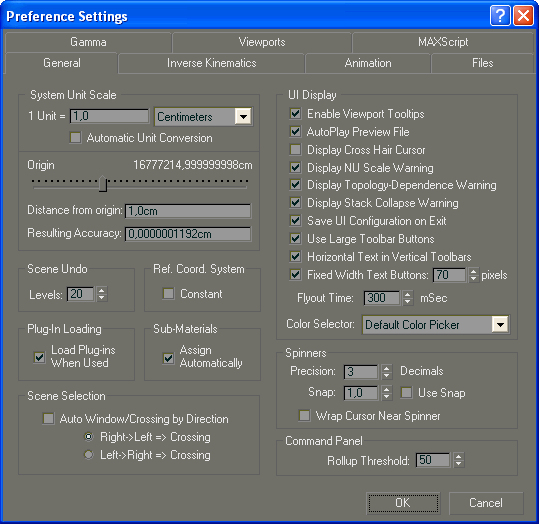 Preference Settings
Gamma Viewports MAXScript
General Inverse Kinematics Animation Files
System Unit Scale
1 Unit = 1,0 Centimeters
Automatic Unit Conversion
Origin 16777214,999999998cm
Distance from origin: 1,0cm
Resulting Accuracy: 0,0000001192cm
Scene Undo
Levels: 20
Ref. Coord. System
Constant
Plug-In Loading
Load Plug-ins
When Used
Sub-Materials
Assign
Automatically
Scene Selection
Auto Window/Crossing by Direction
Right->Left => Crossing
Left->Right => Crossing
UI Display
Enable Viewport Tooltips
AutoPlay Preview File
Display Cross Hair Cursor
Display NU Scale Warning
Display Topology-Dependence Warning
Display Stack Collapse Warning
Save UI Configuration on Exit
Use Large Toolbar Buttons
Horizontal Text in Vertical Toolbars
Fixed Width Text Buttons: 70 pixels
Flyout Time: 300 mSec
Color Selector: Default Color Picker
Spinners
Precision: 3 Decimals
Snap: 1,0 Use Snap
Wrap Cursor Near Spinner
Command Panel
Rollup Threshold: 50
OK Cancel